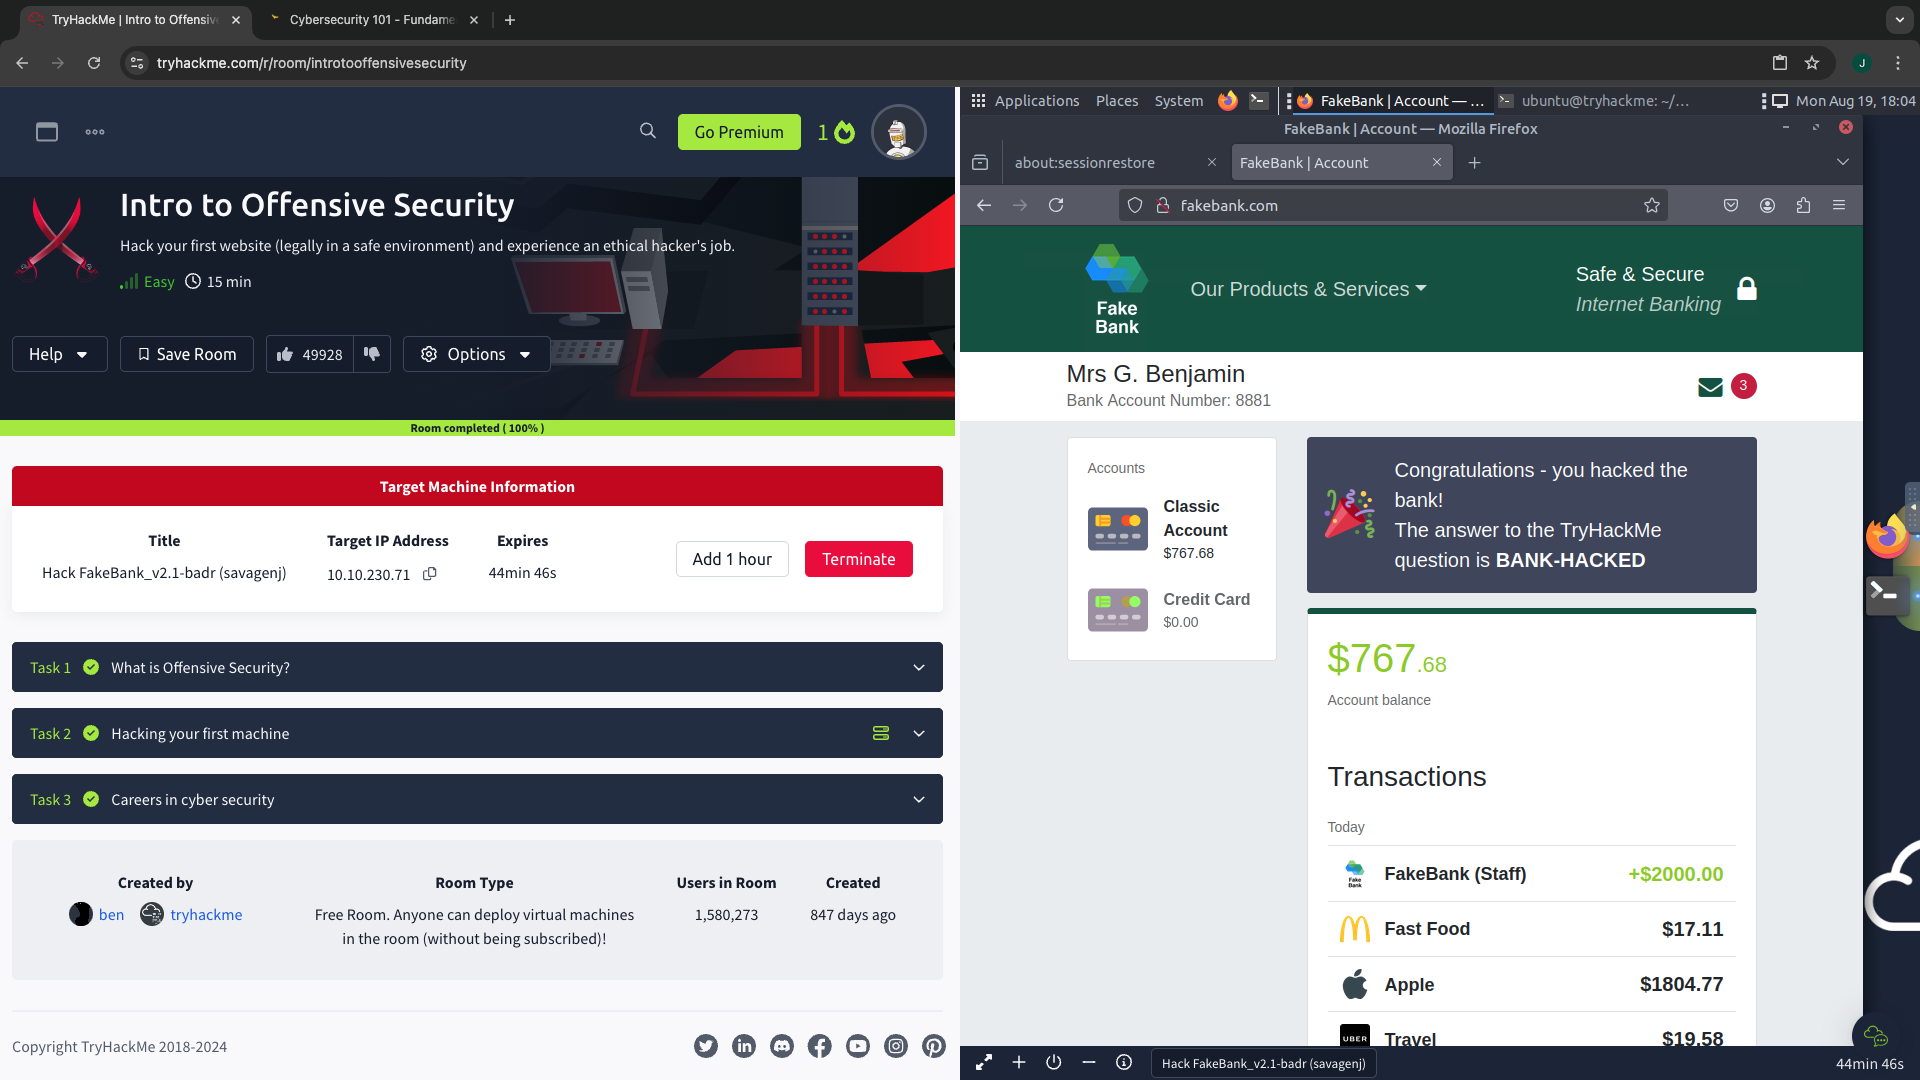 TryHackMe | Intro to Offensiv
Cybersecurity 101 - Fundame
tryhackme.com/r/room/introtooffensivesecurity
J
Go Premium
1
Intro to Offensive Security
Hack your first website (legally in a safe environment) and experience an ethical hacker's job.
Easy
15 min
Help
Save Room
49928
Options
Room completed ( 100% )
Target Machine Information
Title
Target IP Address
Expires
Hack FakeBank_v2.1-badr (savagenj)
10.10.230.71
44min 46s
Add 1 hour
Terminate
Task 1
What is Offensive Security?
Task 2
Hacking your first machine
Task 3
Careers in cyber security
Created by
Room Type
Users in Room
Created
ben
tryhackme
Free Room. Anyone can deploy virtual machines
in the room (without being subscribed)!
1,580,273
847 days ago
Copyright TryHackMe 2018-2024
Applications
Places
System
FakeBank | Account — ...
ubuntu@tryhackme: ~/...
Mon Aug 19, 18:04
FakeBank | Account — Mozilla Firefox
about:sessionrestore
FakeBank | Account
fakebank.com
Fake
Bank
Our Products & Services
Safe & Secure
Internet Banking
Mrs G. Benjamin
Bank Account Number: 8881
3
Accounts
Classic
Account
$767.68
Credit Card
$0.00
Congratulations - you hacked the
bank!
The answer to the TryHackMe
question is BANK-HACKED
$767.68
Account balance
Transactions
Today
Fake
Bank
FakeBank (Staff)
+$2000.00
Fast Food
$17.11
Apple
$1804.77
UBER
Travel
$19.58
Hack FakeBank_v2.1-badr (savagenj)
44min 46s